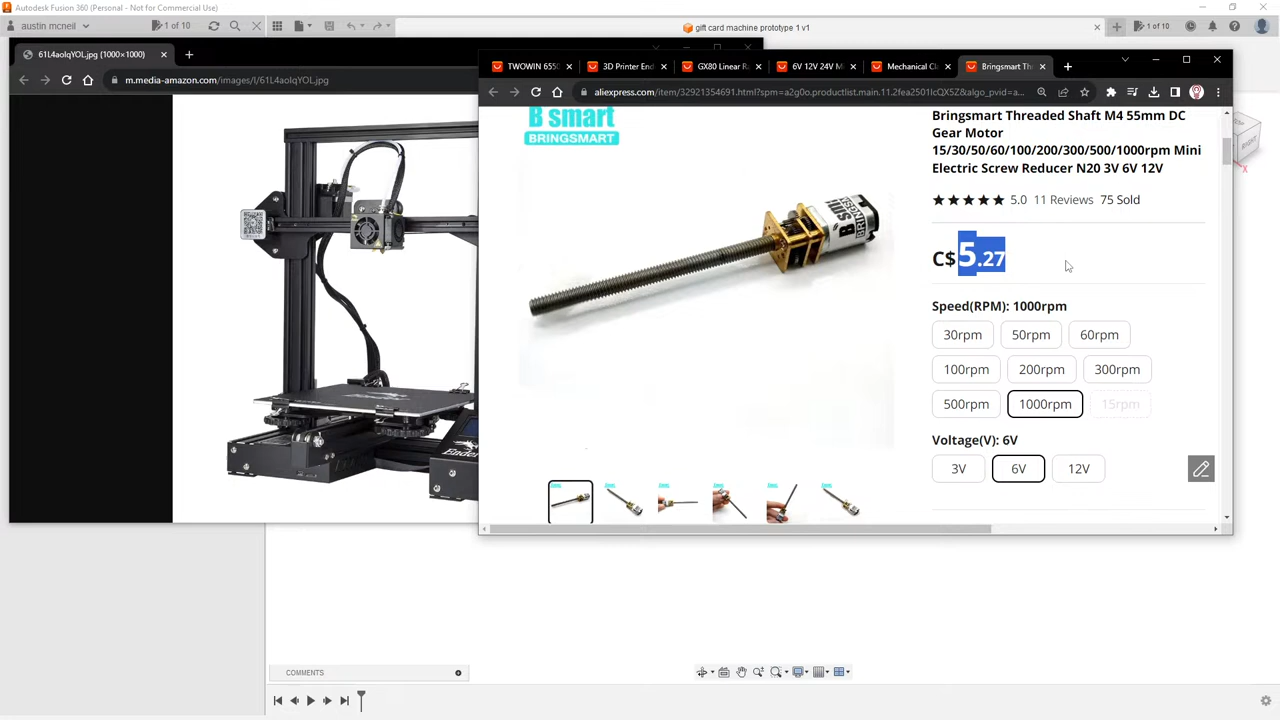 Autodesk Fusion 360 (Personal - Not for Commercial Use)
austin mcneil
1 of 10
gift card machine prototype 1 v1
1 of 10
61L4aolqYOL.jpg (1000×1000)
m.media-amazon.com/images/I/61L4aolqYOL.jpg
TWOWIN 6550
3D Printer End
GX80 Linear R
6V 12V 24V M
Mechanical Cl
Bringsmart Thr
aliexpress.com/item/32921354691.html?spm=a2g0o.productlist.main.11.2fea2501lcQX5Z&algo_pvid=a...
B smart
BRINGSMART
Bringsmart Threaded Shaft M4 55mm DC
Gear Motor
15/30/50/60/100/200/300/500/1000rpm Mini
Electric Screw Reducer N20 3V 6V 12V
5.0 11 Reviews 75 Sold
C$5.27
Speed(RPM): 1000rpm
30rpm 50rpm 60rpm
100rpm 200rpm 300rpm
500rpm 1000rpm 15rpm
Voltage(V): 6V
3V 6V 12V
COMMENTS